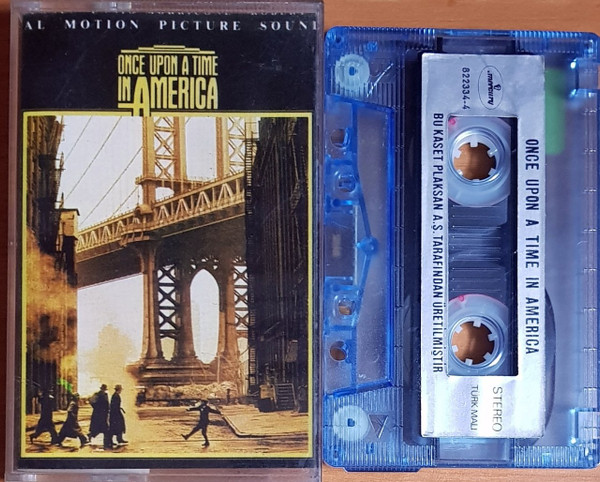 AL MOTION PICTURE SOUN
ONCE UPON A TIME
IN AMERICA
mercury
822334-4
ONCE UPON A TIME IN AMERICA
BU KASET PLAKSAN A.Ş. TARAFINDAN ÜRETİLMİŞTİR
STEREO
TÜRK MALI